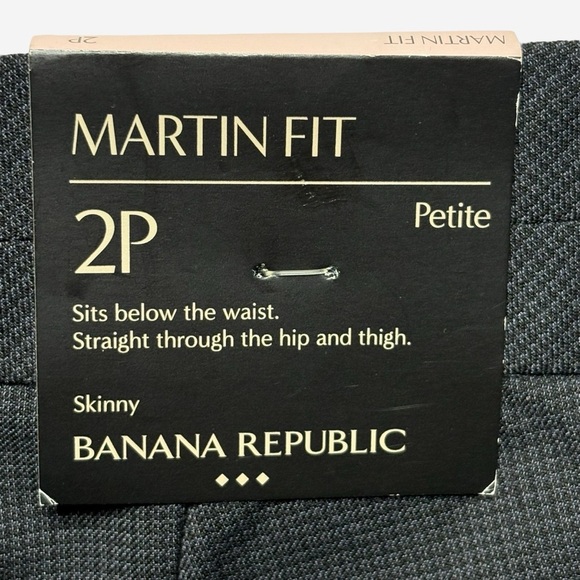 2P MARTIN FIT
MARTIN FIT
2P
Petite
Sits below the waist.
Straight through the hip and thigh.
Skinny
BANANA REPUBLIC